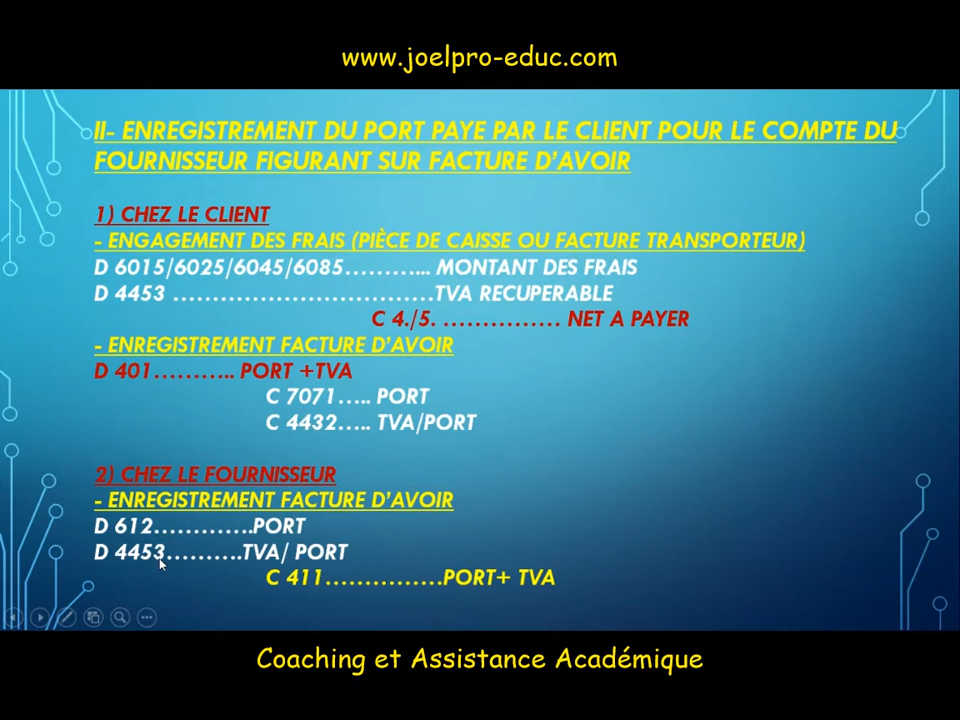 www.joelpro-educ.com
II- ENREGISTREMENT DU PORT PAYE PAR LE CLIENT POUR LE COMPTE DU
FOURNISSEUR FIGURANT SUR FACTURE D'AVOIR
1) CHEZ LE CLIENT
- ENGAGEMENT DES FRAIS (PIÈCE DE CAISSE OU FACTURE TRANSPORTEUR)
D 6015/6025/6045/6085………... MONTANT DES FRAIS
D 4453 ……………………………TVA RECUPERABLE
C 4./5. …………… NET A PAYER
- ENREGISTREMENT FACTURE D'AVOIR
D 401……….. PORT +TVA
C 7071….. PORT
C 4432….. TVA/PORT
2) CHEZ LE FOURNISSEUR
- ENREGISTREMENT FACTURE D'AVOIR
D 612………….PORT
D 4453……….TVA/ PORT
C 411……………PORT+ TVA
Coaching et Assistance Académique